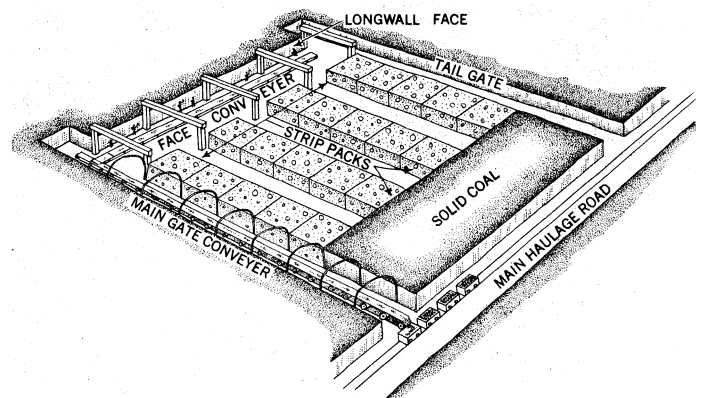 LONGWALL FACE
TAIL GATE
FACE CONVEYER
STRIP PACKS
SOLID COAL
MAIN GATE CONVEYER
MAIN HAULAGE ROAD